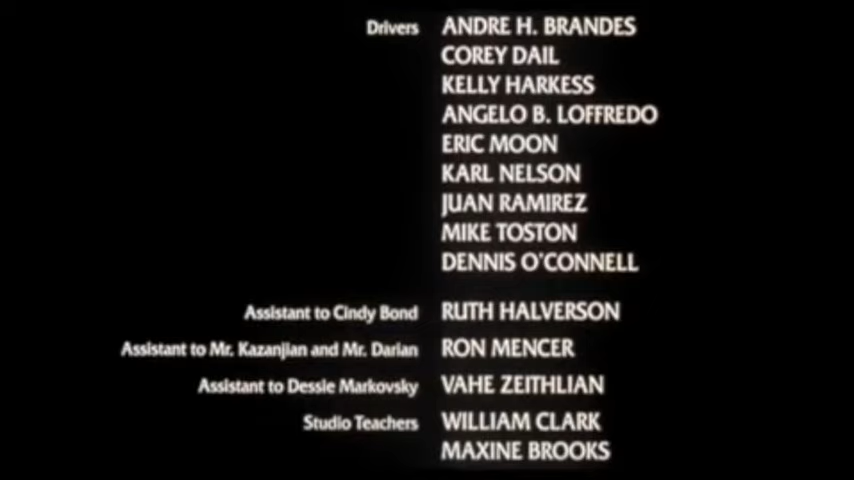 Drivers ANDRE H. BRANDES
COREY DAIL
KELLY HARKESS
ANGELO B. LOFFREDO
ERIC MOON
KARL NELSON
JUAN RAMIREZ
MIKE TOSTON
DENNIS O'CONNELL
Assistant to Cindy Bond RUTH HALVERSON
Assistant to Mr. Kazanjian and Mr. Darian RON MENCER
Assistant to Dessie Markovsky VAHE ZEITHLIAN
Studio Teachers WILLIAM CLARK
MAXINE BROOKS